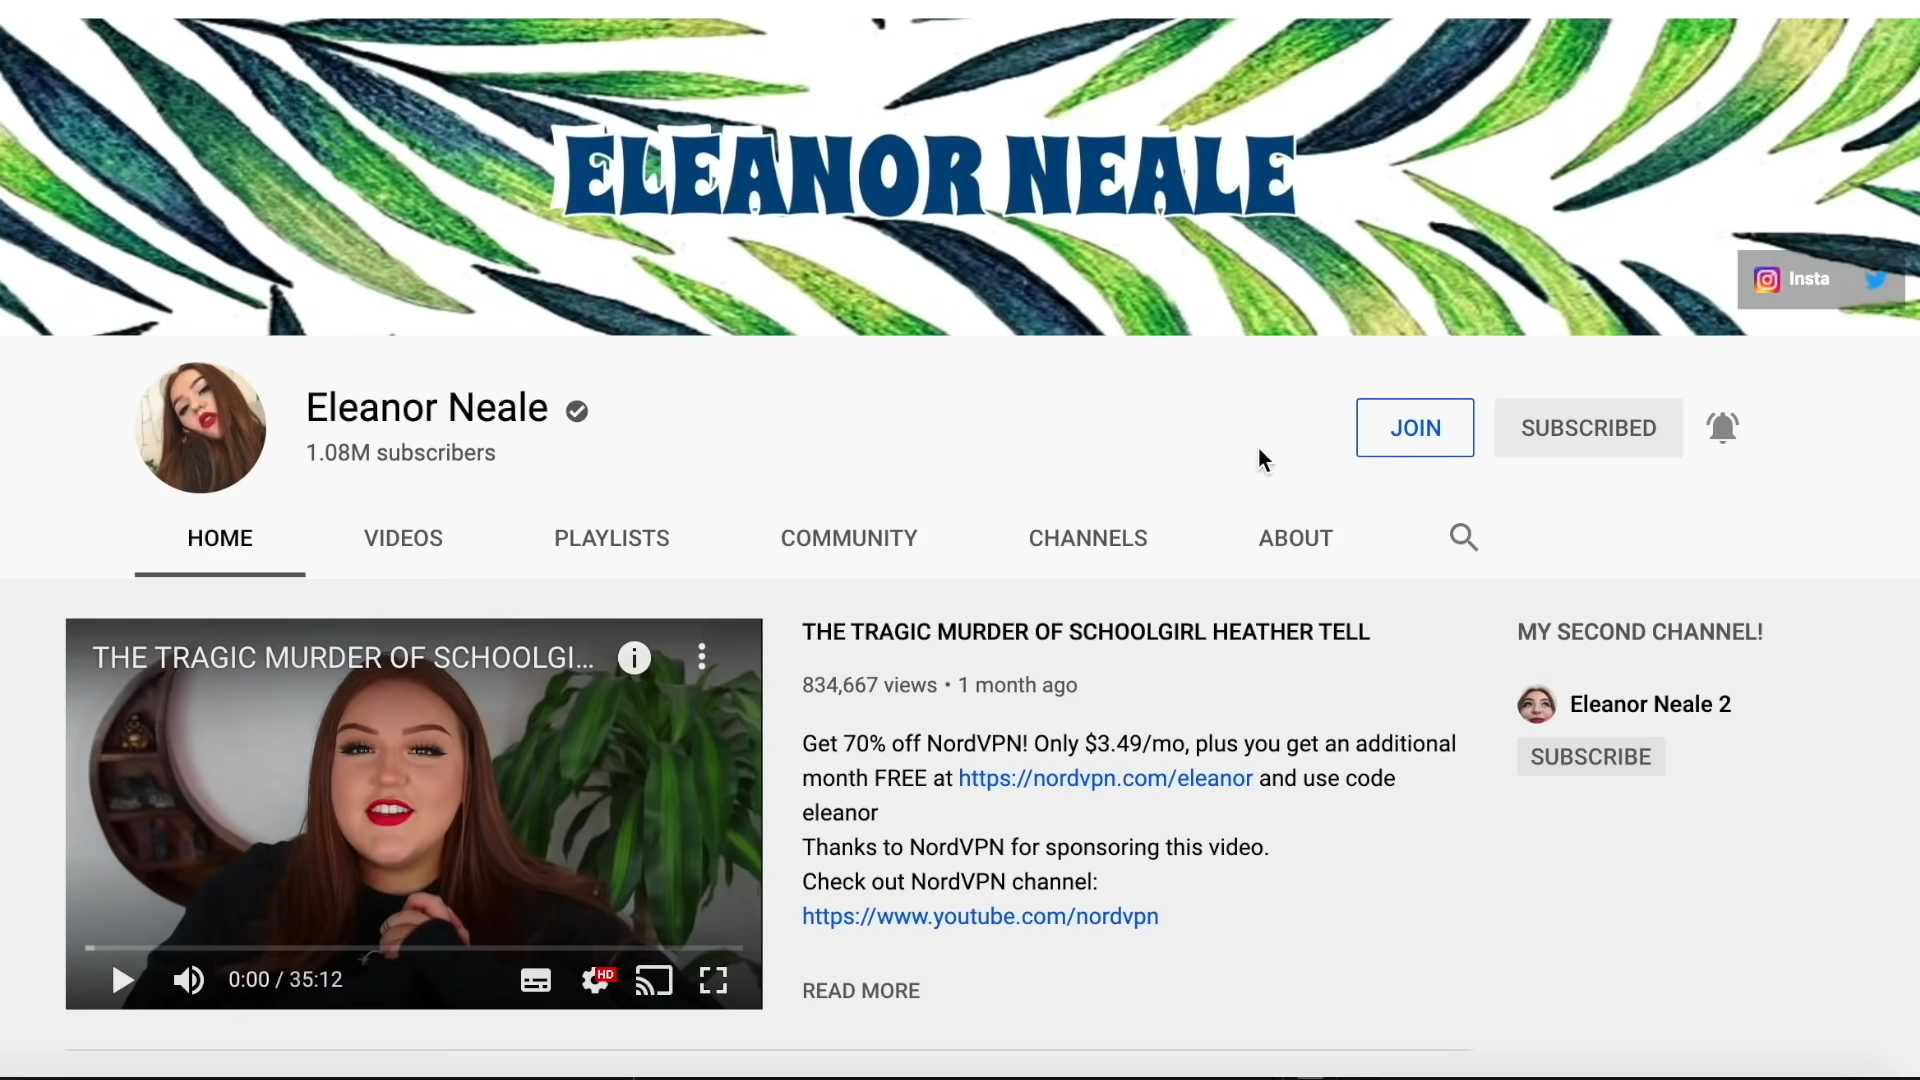 ELEANOR NEALE
Insta
Eleanor Neale
1.08M subscribers
JOIN
SUBSCRIBED
HOME
VIDEOS
PLAYLISTS
COMMUNITY
CHANNELS
ABOUT
THE TRAGIC MURDER OF SCHOOLGI...
0:00 / 35:12
HD
THE TRAGIC MURDER OF SCHOOLGIRL HEATHER TELL
834,667 views • 1 month ago
Get 70% off NordVPN! Only $3.49/mo, plus you get an additional
month FREE at https://nordvpn.com/eleanor and use code
eleanor
Thanks to NordVPN for sponsoring this video.
Check out NordVPN channel:
https://www.youtube.com/nordvpn
READ MORE
MY SECOND CHANNEL!
Eleanor Neale 2
SUBSCRIBE